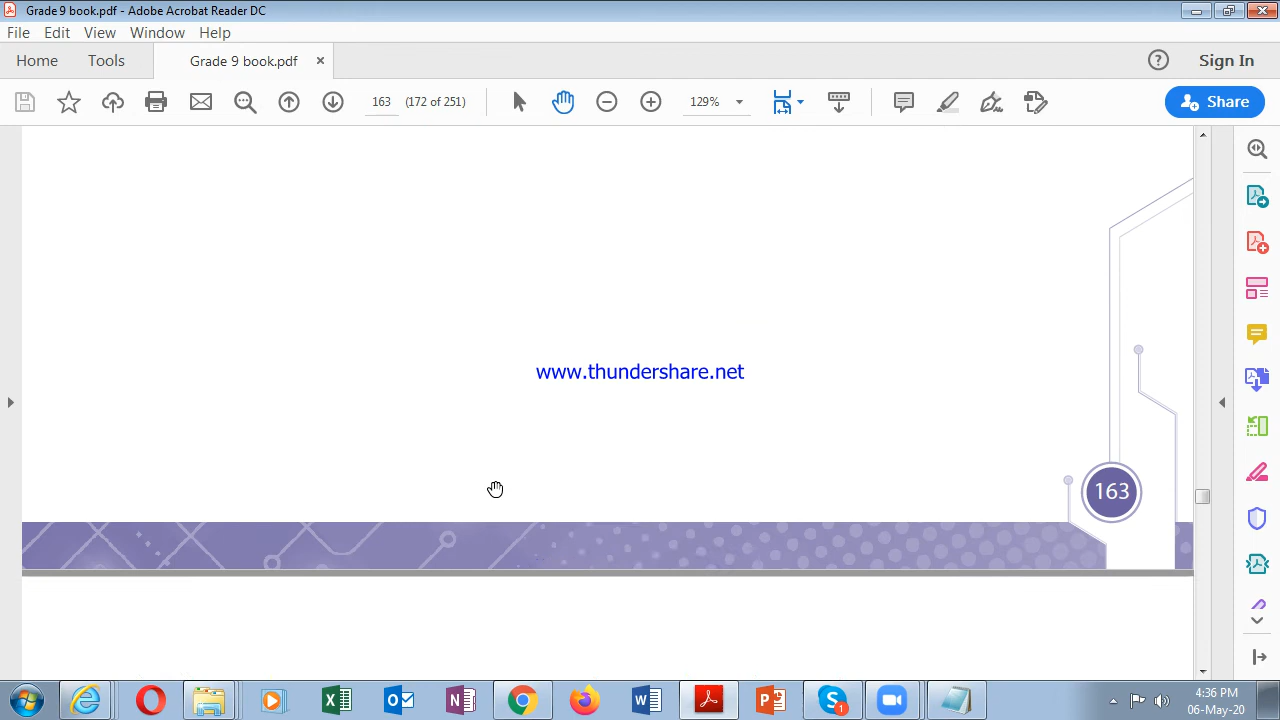 Grade 9 book.pdf - Adobe Acrobat Reader DC
File Edit View Window Help
Home Tools Grade 9 book.pdf × ? Sign In
163 (172 of 251) 129% Share
www.thundershare.net
163
4:36 PM
06-May-20